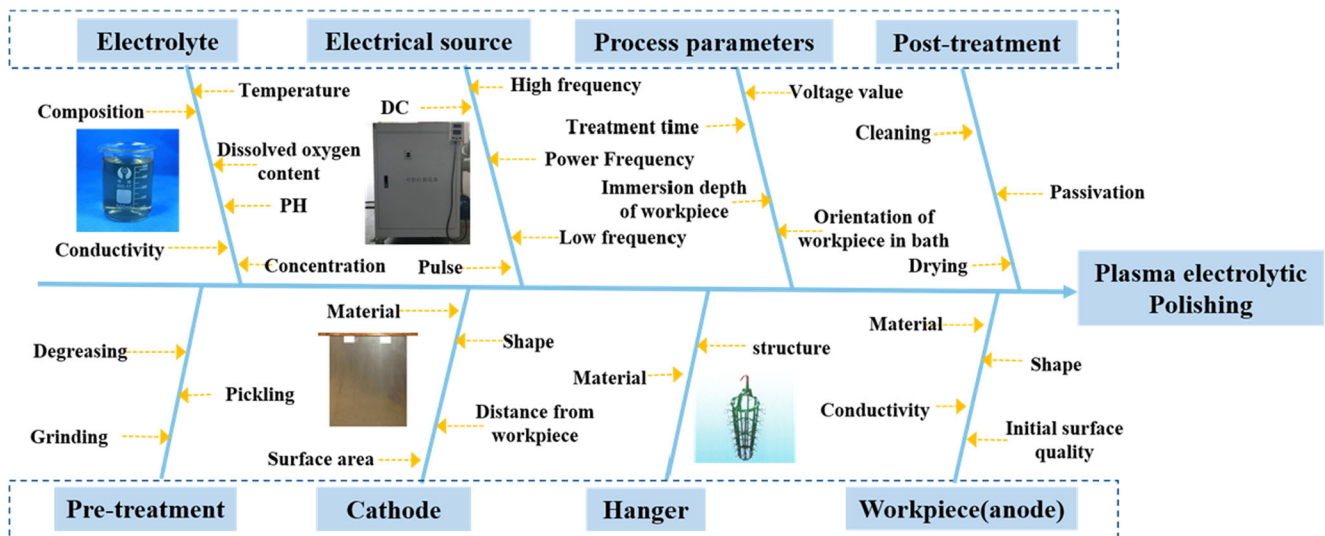 Electrolyte
Electrical source
Process parameters
Post-treatment
Temperature
Composition
Dissolved oxygen
content
PH
Conductivity
Concentration
High frequency
DC
Power Frequency
Low frequency
Pulse
Voltage value
Treatment time
Immersion depth
of workpiece
Orientation of
workpiece in bath
Cleaning
Passivation
Drying
Plasma electrolytic
Polishing
Degreasing
Pickling
Grinding
Material
Shape
Distance from
workpiece
Surface area
structure
Material
Material
Shape
Conductivity
Initial surface
quality
Pre-treatment
Cathode
Hanger
Workpiece(anode)